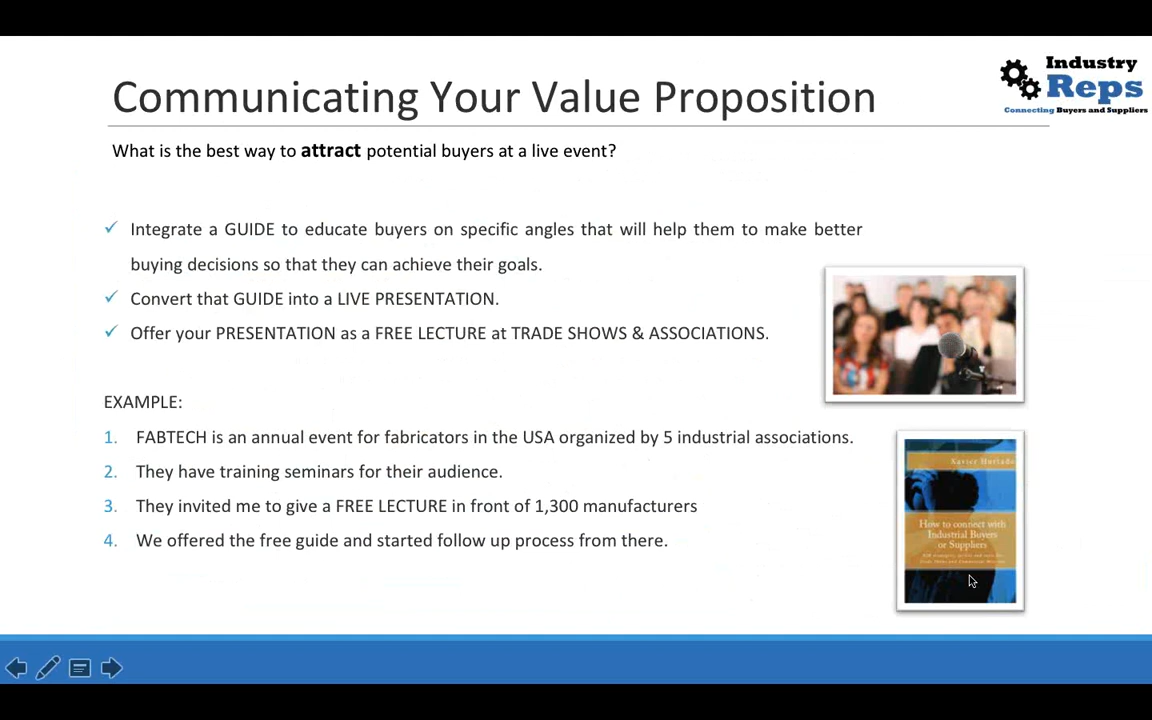 Communicating Your Value Proposition
Industry
Reps
Connecting Buyers and Suppliers
What is the best way to attract potential buyers at a live event?
Integrate a GUIDE to educate buyers on specific angles that will help them to make better
buying decisions so that they can achieve their goals.
Convert that GUIDE into a LIVE PRESENTATION.
Offer your PRESENTATION as a FREE LECTURE at TRADE SHOWS & ASSOCIATIONS.
EXAMPLE:
1. FABTECH is an annual event for fabricators in the USA organized by 5 industrial associations.
2. They have training seminars for their audience.
3. They invited me to give a FREE LECTURE in front of 1,300 manufacturers
4. We offered the free guide and started follow up process from there.
Xavier Hurtado
How to connect with
Industrial Buyers
or Suppliers